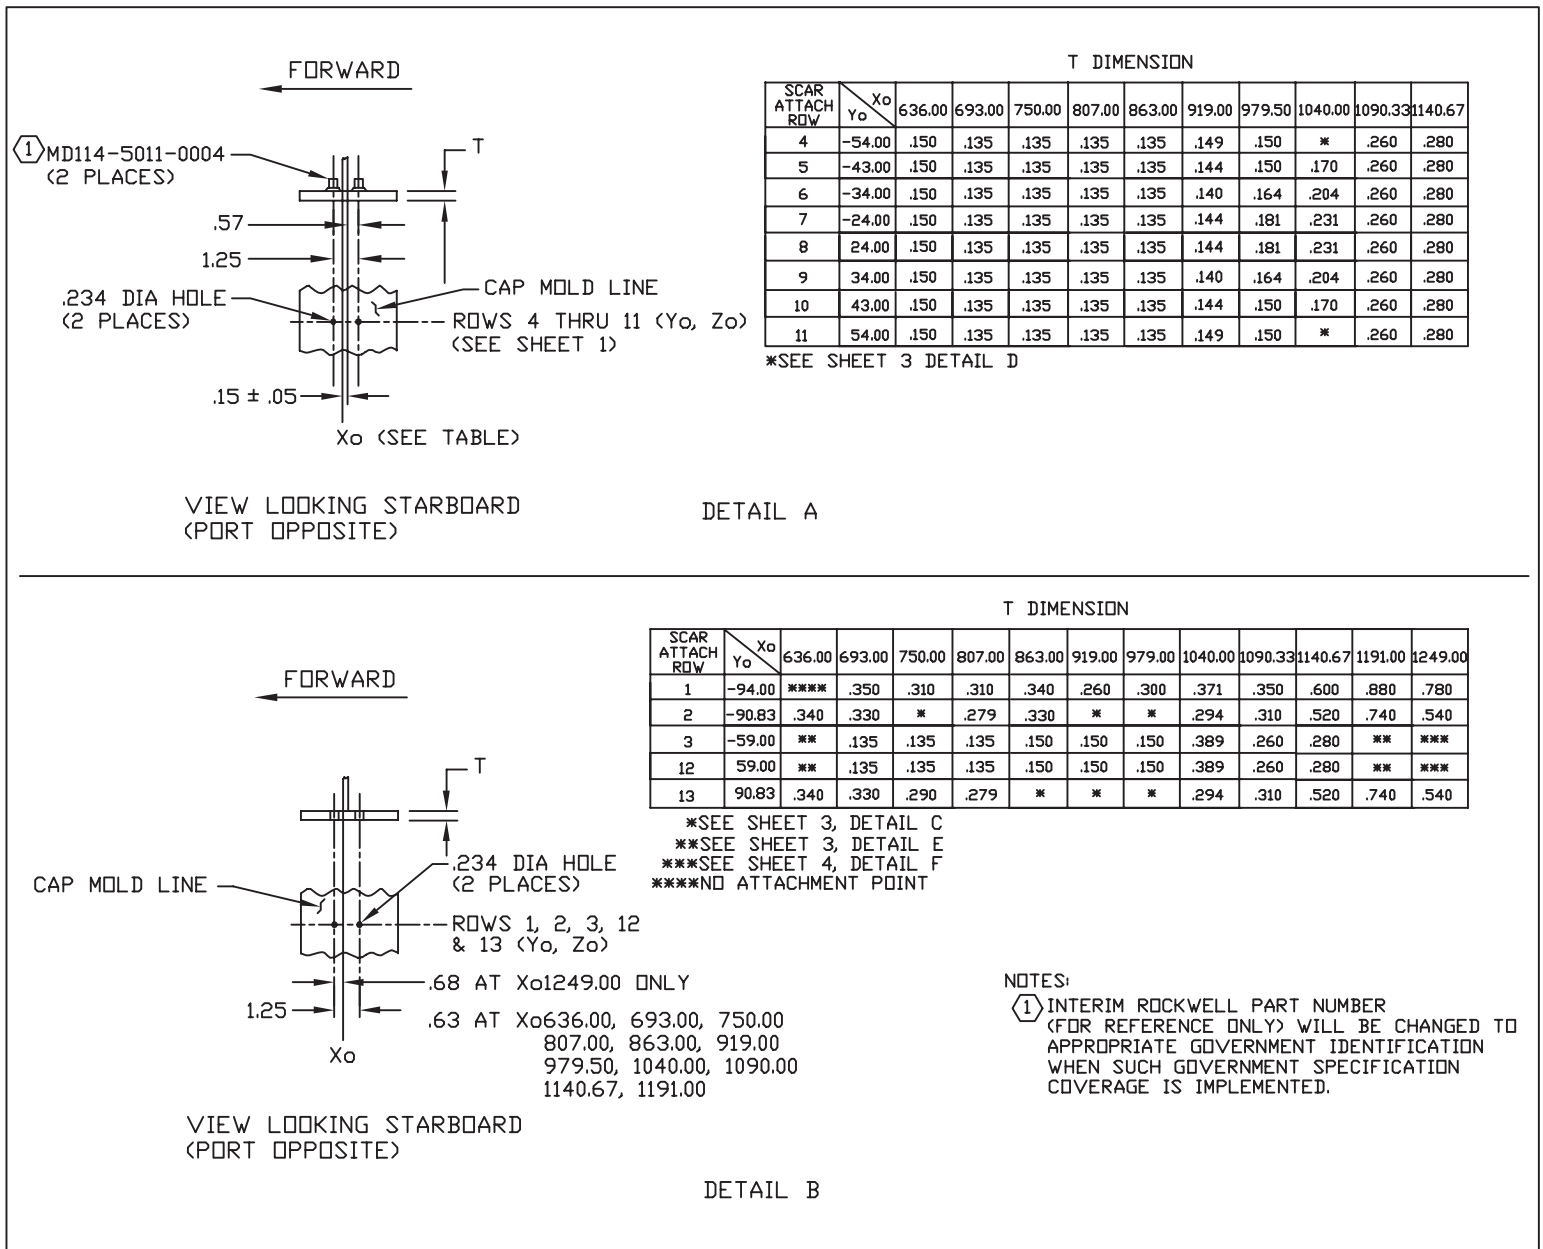 FORWARD
1 MD114-5011-0004
(2 PLACES)
T
.57
1.25
.234 DIA HOLE
(2 PLACES)
CAP MOLD LINE
ROWS 4 THRU 11 (Yo, Zo)
(SEE SHEET 1)
.15 ± .05
Xo (SEE TABLE)
VIEW LOOKING STARBOARD
(PORT OPPOSITE)
DETAIL A
T DIMENSION
SCAR ATTACH ROW Yo Xo 636.00 693.00 750.00 807.00 863.00 919.00 979.50 1040.00 1090.33 1140.67
4 -54.00 .150 .135 .135 .135 .135 .149 .150 * .260 .280
5 -43.00 .150 .135 .135 .135 .135 .144 .150 .170 .260 .280
6 -34.00 .150 .135 .135 .135 .135 .140 .164 .204 .260 .280
7 -24.00 .150 .135 .135 .135 .135 .144 .181 .231 .260 .280
8 24.00 .150 .135 .135 .135 .135 .144 .181 .231 .260 .280
9 34.00 .150 .135 .135 .135 .135 .140 .164 .204 .260 .280
10 43.00 .150 .135 .135 .135 .135 .144 .150 .170 .260 .280
11 54.00 .150 .135 .135 .135 .135 .149 .150 * .260 .280
*SEE SHEET 3 DETAIL D
FORWARD
T
CAP MOLD LINE
.234 DIA HOLE
(2 PLACES)
ROWS 1, 2, 3, 12
& 13 (Yo, Zo)
.68 AT Xo1249.00 ONLY
1.25
.63 AT Xo636.00, 693.00, 750.00
807.00, 863.00, 919.00
979.50, 1040.00, 1090.00
1140.67, 1191.00
Xo
VIEW LOOKING STARBOARD
(PORT OPPOSITE)
DETAIL B
T DIMENSION
SCAR ATTACH ROW Yo Xo 636.00 693.00 750.00 807.00 863.00 919.00 979.00 1040.00 1090.33 1140.67 1191.00 1249.00
1 -94.00 **** .350 .310 .310 .340 .260 .300 .371 .350 .600 .880 .780
2 -90.83 .340 .330 * .279 .330 * * .294 .310 .520 .740 .540
3 -59.00 ** .135 .135 .135 .150 .150 .150 .389 .260 .280 ** ***
12 59.00 ** .135 .135 .135 .150 .150 .150 .389 .260 .280 ** ***
13 90.83 .340 .330 .290 .279 * * * .294 .310 .520 .740 .540
*SEE SHEET 3, DETAIL C
**SEE SHEET 3, DETAIL E
***SEE SHEET 4, DETAIL F
****NO ATTACHMENT POINT
NOTES:
1 INTERIM ROCKWELL PART NUMBER
(FOR REFERENCE ONLY) WILL BE CHANGED TO
APPROPRIATE GOVERNMENT IDENTIFICATION
WHEN SUCH GOVERNMENT SPECIFICATION
COVERAGE IS IMPLEMENTED.